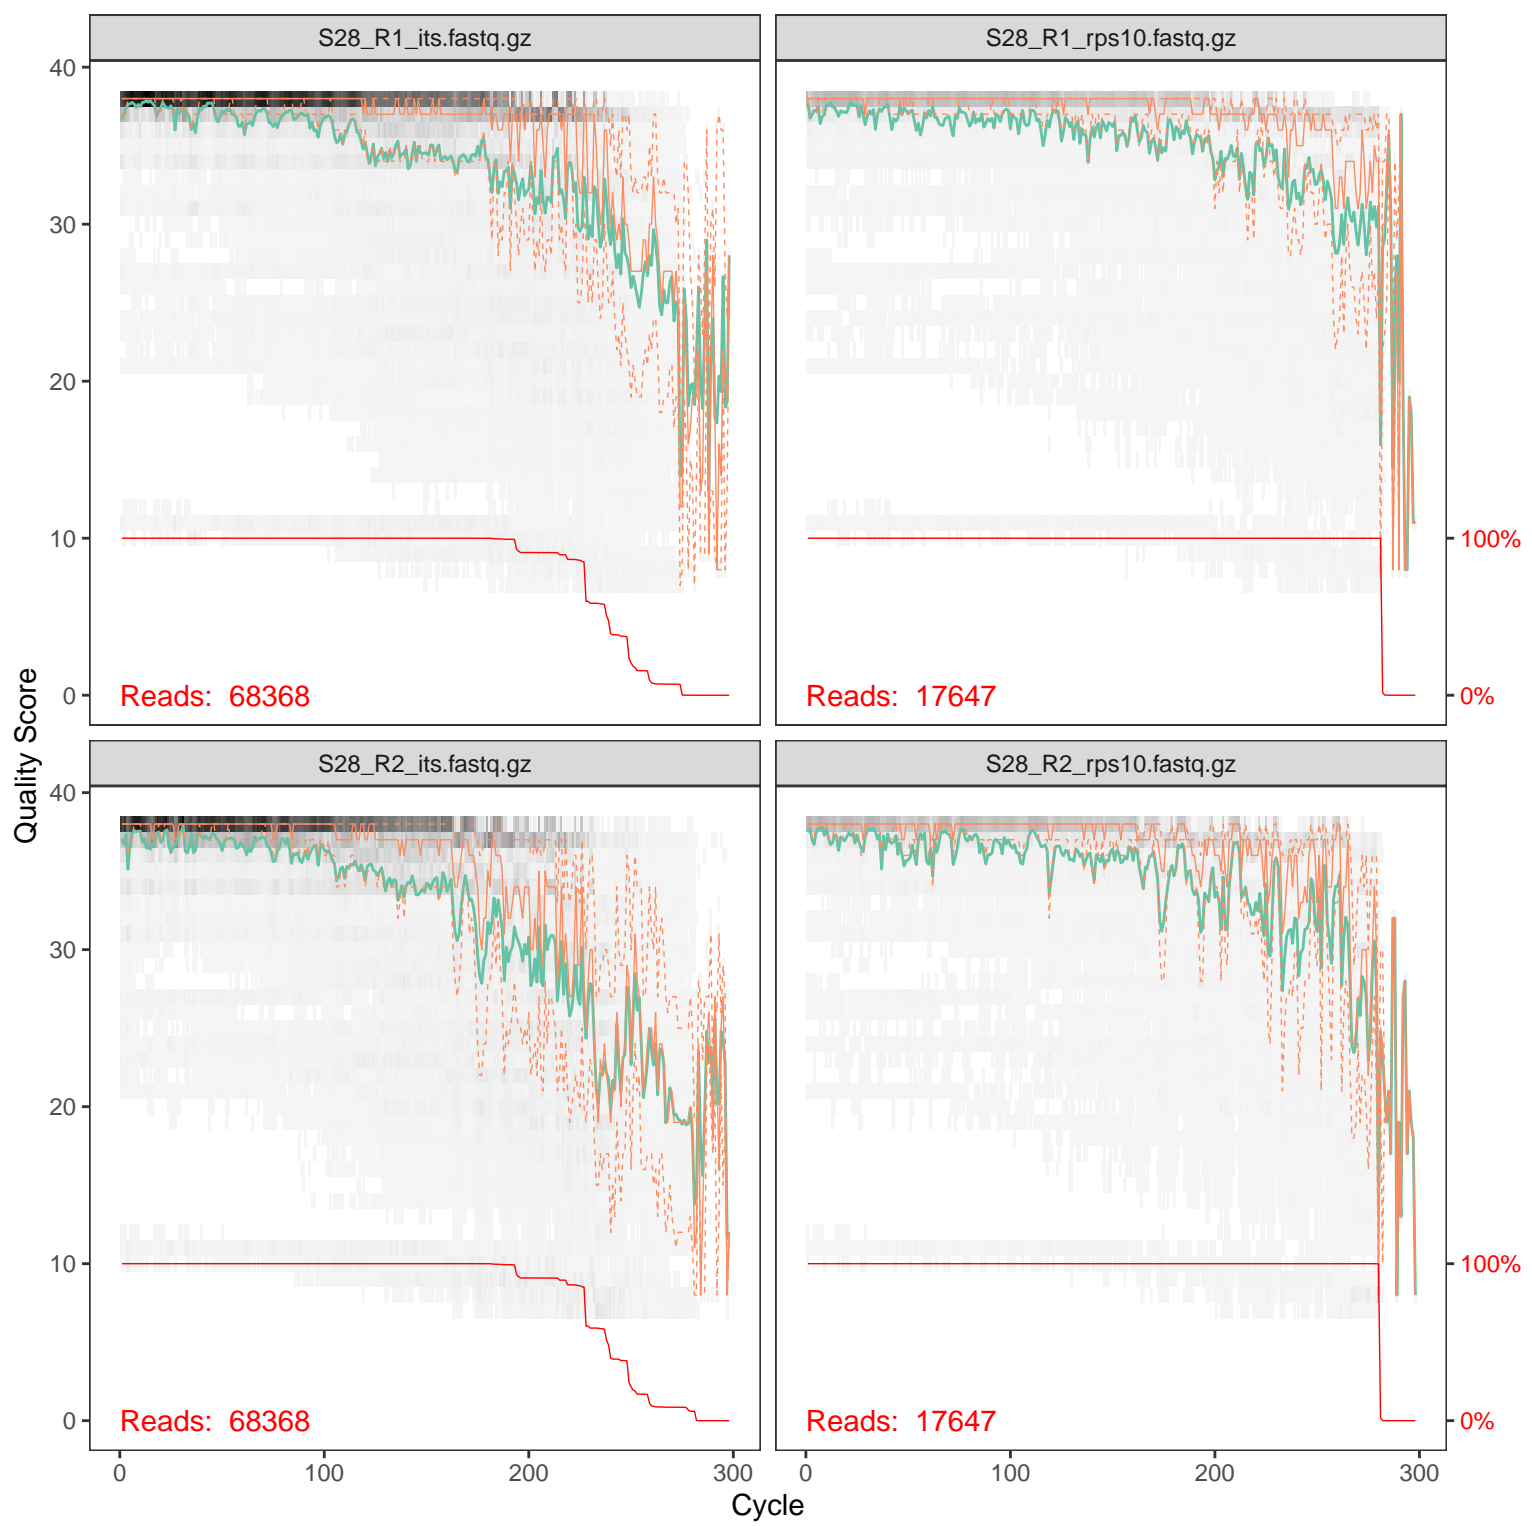 S28_R1_its.fastq.gz
S28_R1_rps10.fastq.gz
40
30
20
10
0
Reads: 68368
Reads: 17647
100%
0%
S28_R2_its.fastq.gz
S28_R2_rps10.fastq.gz
40
30
20
10
0
Reads: 68368
Reads: 17647
100%
0%
0 100 200 300
0 100 200 300
Cycle
Quality Score